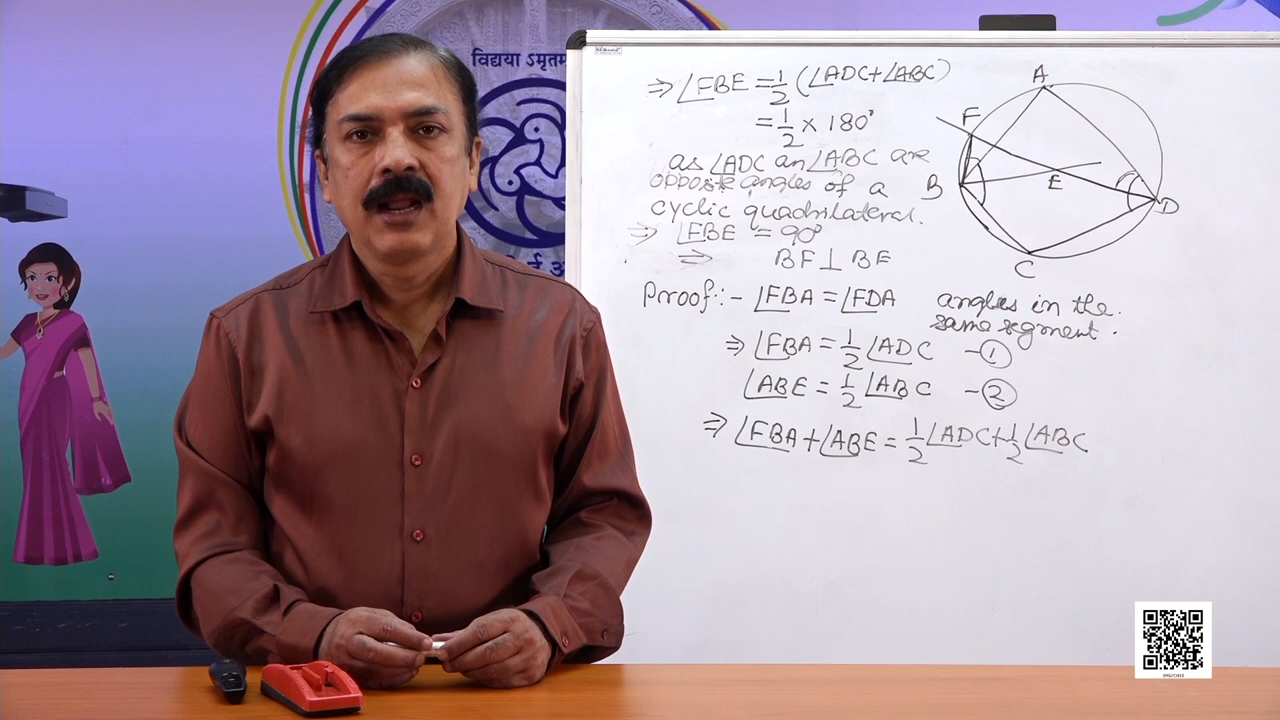 विद्यया ऽमृतम
⇒ ∠FBE = 1/2 (∠ADC+∠ABC)
= 1/2 × 180°
as ∠ADC an ∠ABC are
opposite angles of a
cyclic quadrilateral.
⇒ ∠FBE = 90°
⇒ BF ⊥ BE
Proof:- ∠FBA = ∠FDA angles in the
same segment.
⇒ ∠FBA = 1/2 ∠ADC - ①
∠ABE = 1/2 ∠ABC - ②
⇒ ∠FBA + ∠ABE = 1/2 ∠ADC + 1/2 ∠ABC
A
F
B
E
D
C